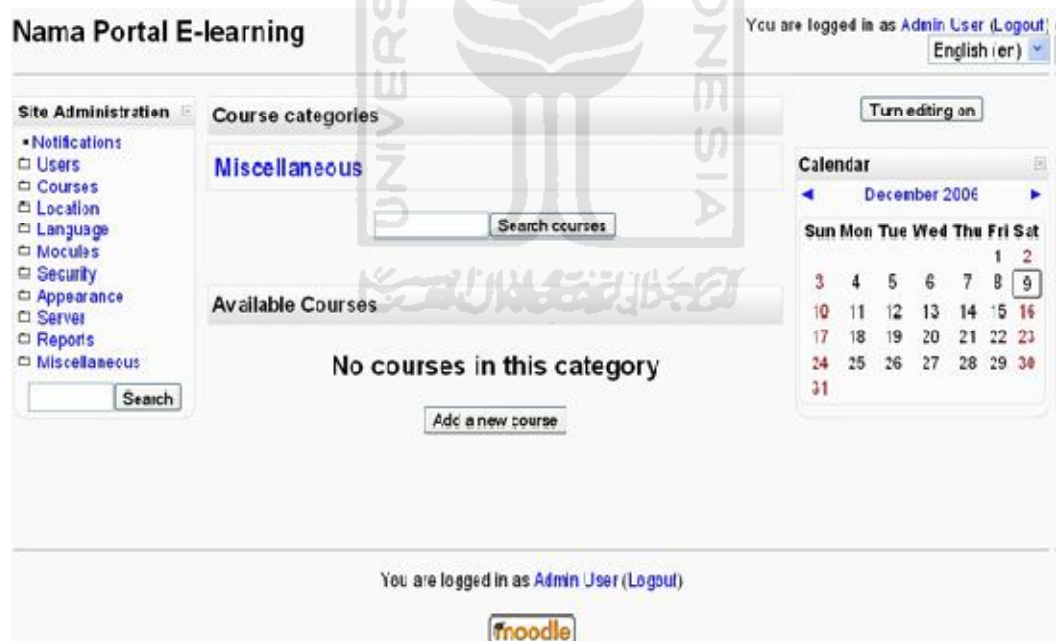 Nama Portal E-learning
You are logged in as Admin User (Logout)
English (en)
Site Administration
Notifications
Users
Courses
Location
Language
Modules
Security
Appearance
Server
Reports
Miscellaneous
Search
Course categories
Miscellaneous
Search courses
Available Courses
No courses in this category
Add a new course
Turn editing on
Calendar
December 2006
Sun Mon Tue Wed Thu Fri Sat
1 2
3 4 5 6 7 8 9
10 11 12 13 14 15 16
17 18 19 20 21 22 23
24 25 26 27 28 29 30
31
You are logged in as Admin User (Logout)
moodle